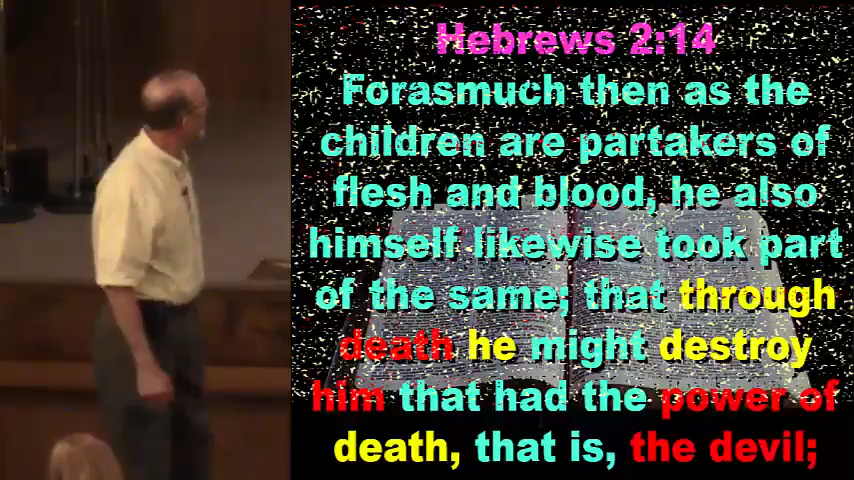 Hebrews 2:14
Forasmuch then as the
children are partakers of
flesh and blood, he also
himself likewise took part
of the same; that through
death he might destroy
him that had the power of
death, that is, the devil;